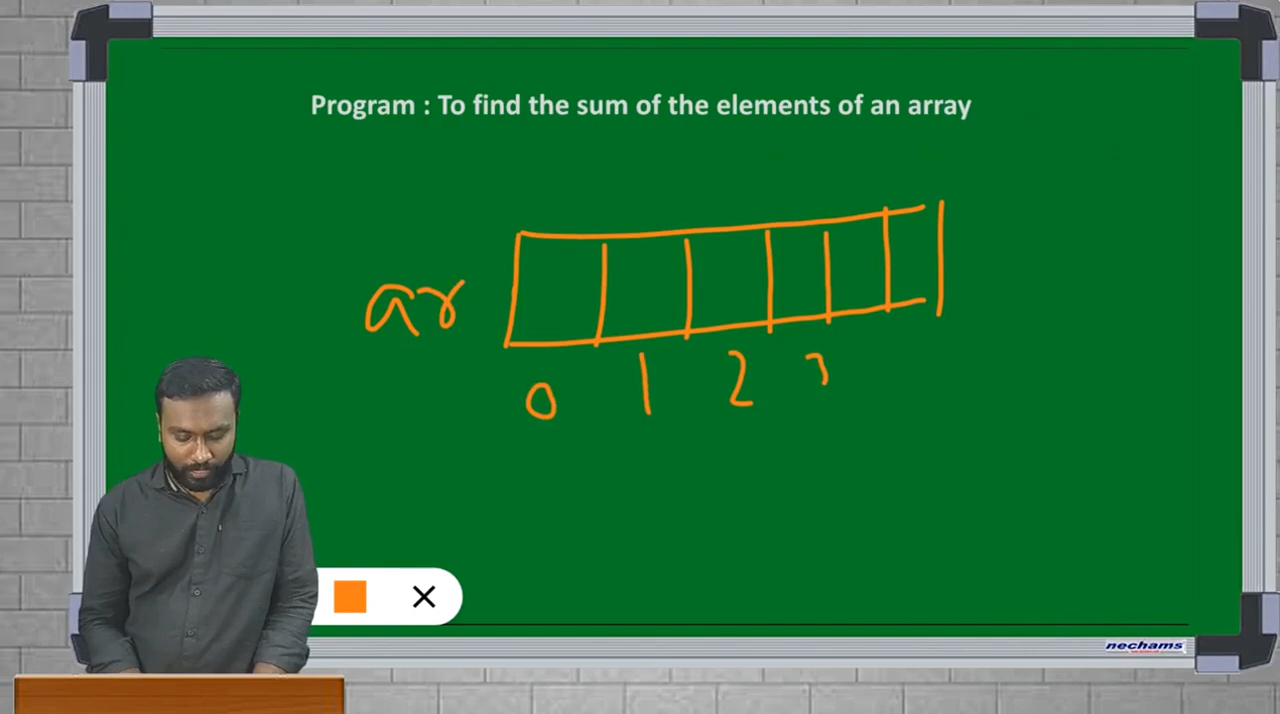 Program : To find the sum of the elements of an array
ar
0 1 2
nechams